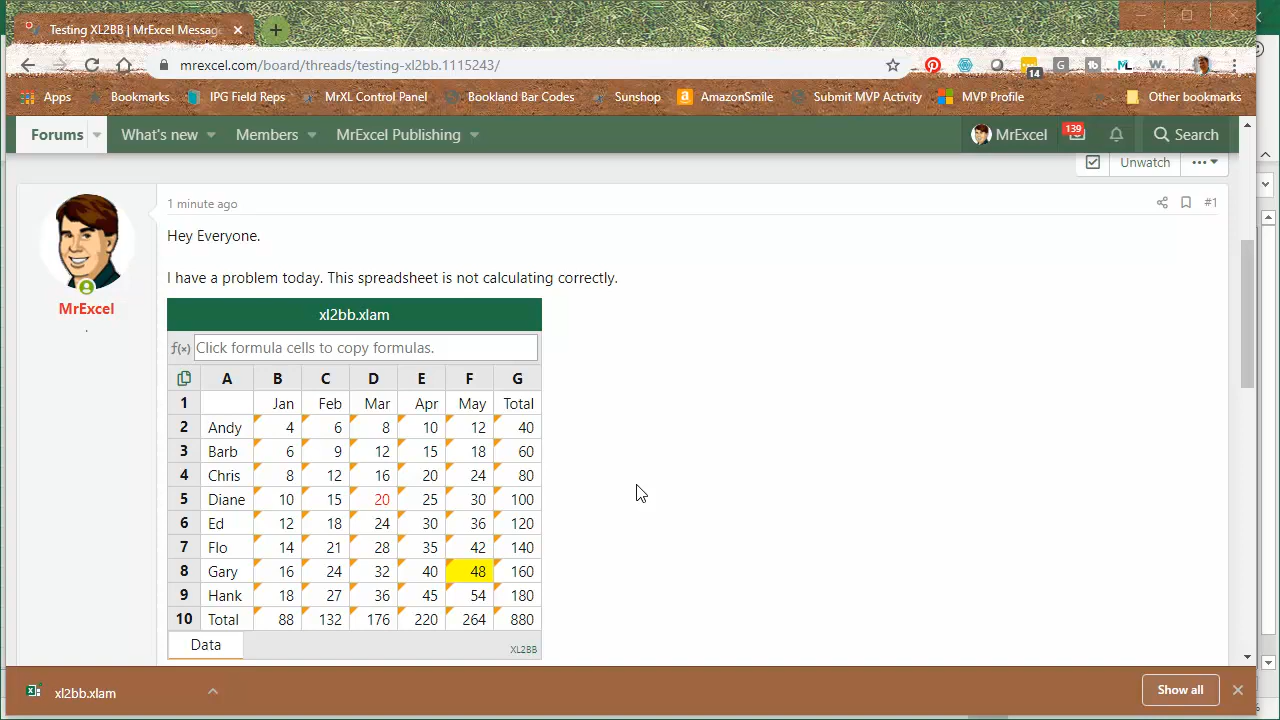 Testing XL2BB | MrExcel Messag
mrexcel.com/board/threads/testing-xl2bb.1115243/
14
Apps Bookmarks IPG Field Reps MrXL Control Panel Bookland Bar Codes Sunshop AmazonSmile Submit MVP Activity MVP Profile Other bookmarks
Forums What's new Members MrExcel Publishing MrExcel 139 Search
Unwatch
1 minute ago #1
Hey Everyone.
I have a problem today. This spreadsheet is not calculating correctly.
MrExcel
.
xl2bb.xlam
f(x) Click formula cells to copy formulas.
A B C D E F G
1 Jan Feb Mar Apr May Total
2 Andy 4 6 8 10 12 40
3 Barb 6 9 12 15 18 60
4 Chris 8 12 16 20 24 80
5 Diane 10 15 20 25 30 100
6 Ed 12 18 24 30 36 120
7 Flo 14 21 28 35 42 140
8 Gary 16 24 32 40 48 160
9 Hank 18 27 36 45 54 180
10 Total 88 132 176 220 264 880
Data XL2BB
xl2bb.xlam Show all